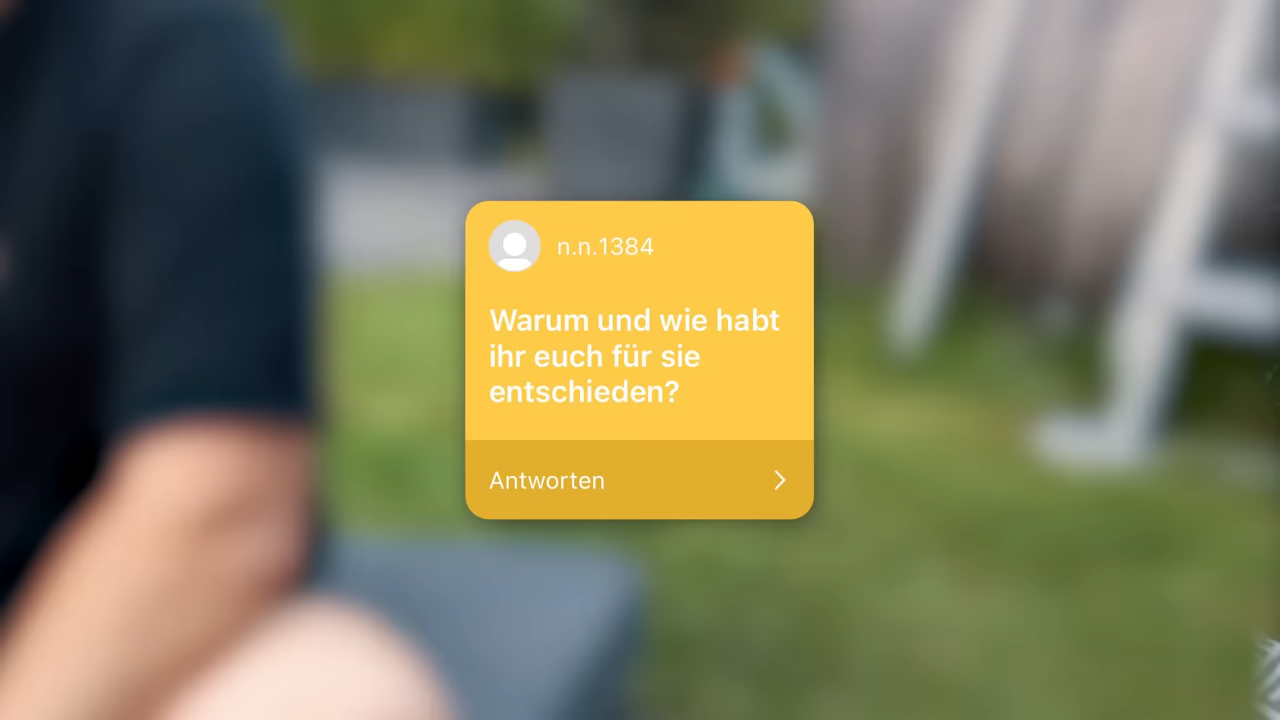 n.n.1384
Warum und wie habt
ihr euch für sie
entschieden?
Antworten